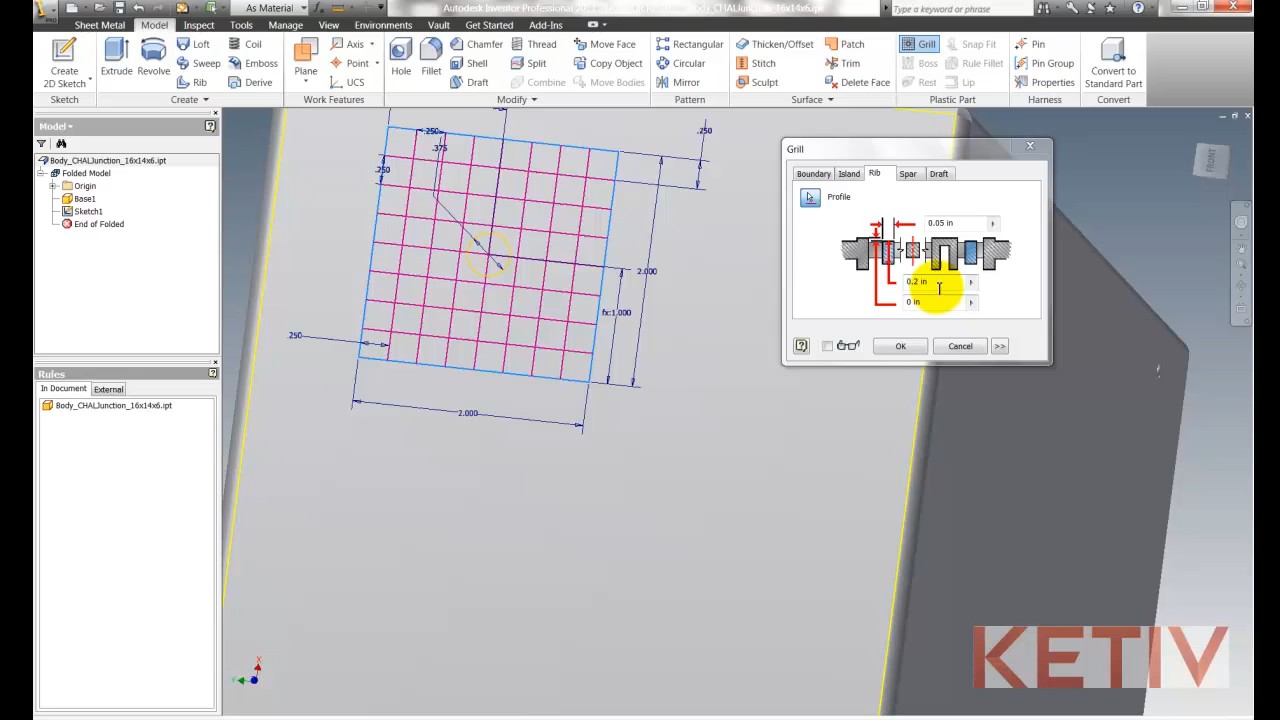 PRO
As Material
Autodesk Inventor Professional
Body_CHALJunction_16x14x6.ipt
Type a keyword or phrase
Sheet Metal Model Inspect Tools Manage View Environments Vault Get Started Add-Ins
Create
2D Sketch
Extrude
Revolve
Loft
Sweep
Rib
Coil
Emboss
Derive
Plane
Axis
Point
UCS
Hole
Fillet
Chamfer
Shell
Draft
Thread
Split
Combine
Move Face
Copy Object
Move Bodies
Rectangular
Circular
Mirror
Thicken/Offset
Stitch
Sculpt
Patch
Trim
Delete Face
Grill
Boss
Rest
Snap Fit
Rule Fillet
Lip
Pin
Pin Group
Properties
Convert to
Standard Part
Sketch Create Work Features Modify Pattern Surface Plastic Part Harness Convert
Model
Body_CHALJunction_16x14x6.ipt
Folded Model
Origin
Base1
Sketch1
End of Folded
Rules
In Document External
Body_CHALJunction_16x14x6.ipt
.250
.250
.375
.250
2.000
fx:1.000
.250
2.000
X
Y
FRONT
Grill
Boundary Island Rib Spar Draft
Profile
0.05 in
0.2 in
0 in
OK Cancel >>
KETIV